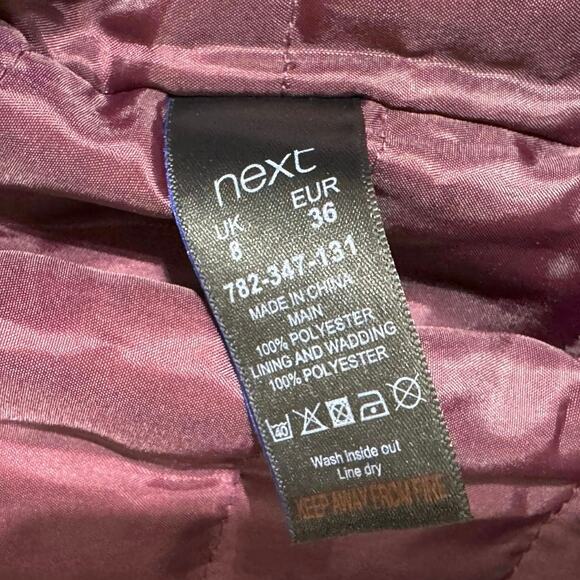 next
UK EUR
8 36
782-347-131
MADE IN CHINA
MAIN
100% POLYESTER
LINING AND WADDING
100% POLYESTER
40
Wash inside out
Line dry
KEEP AWAY FROM FIRE